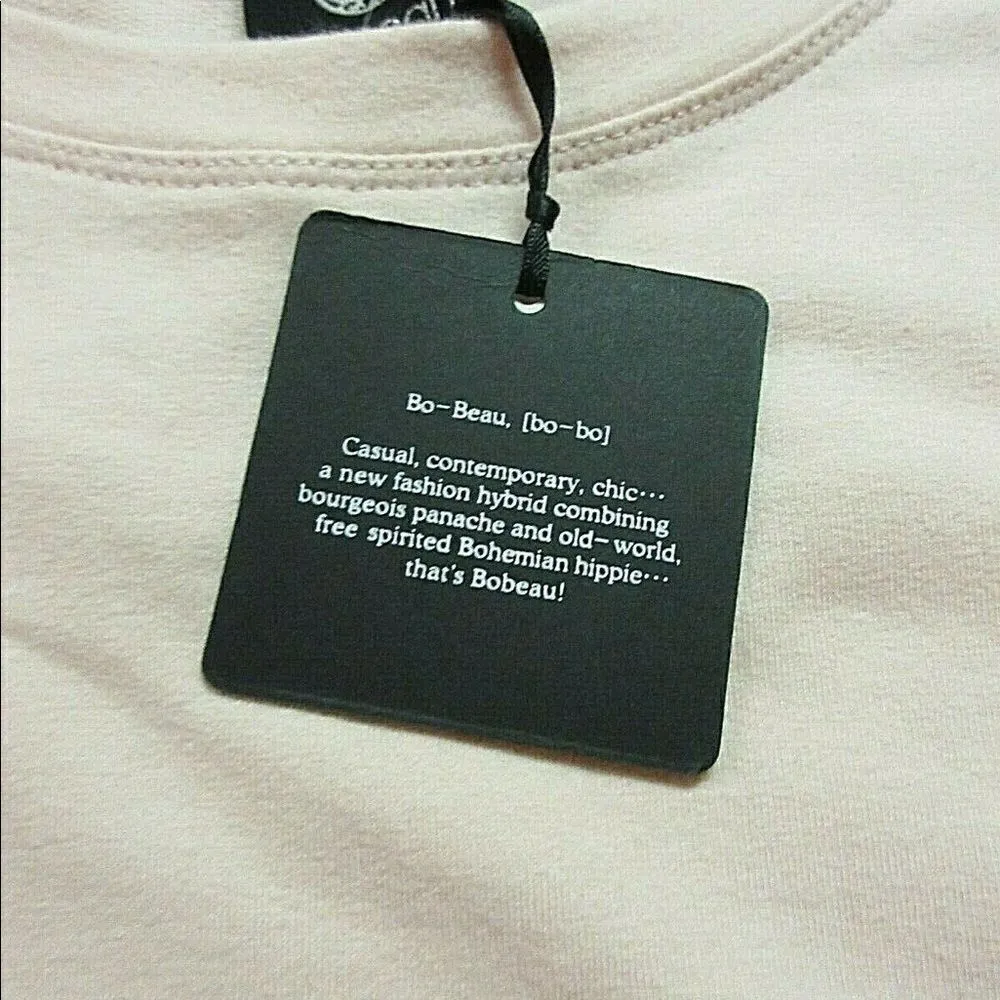 Bo-Beau, [bo-bo]
Casual, contemporary, chic...
a new fashion hybrid combining
bourgeois panache and old-world,
free spirited Bohemian hippie...
that's Bobeau!